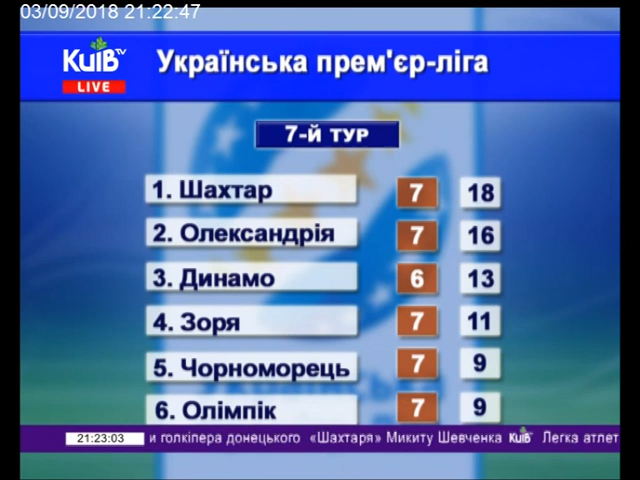 03/09/2018 21:22:47
КиїВ TV
LIVE
Українська прем'єр-ліга
7-й тур
1. Шахтар 7 18
2. Олександрія 7 16
3. Динамо 6 13
4. Зоря 7 11
5. Чорноморець 7 9
6. Олімпік 7 9
21:23:03 и голкіпера донецького «Шахтаря» Микиту Шевченка КиїВ Легка атлет